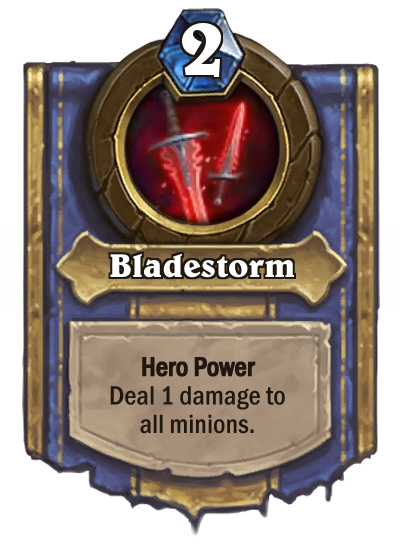 2
Bladestorm
Hero Power
Deal 1 damage to
all minions.